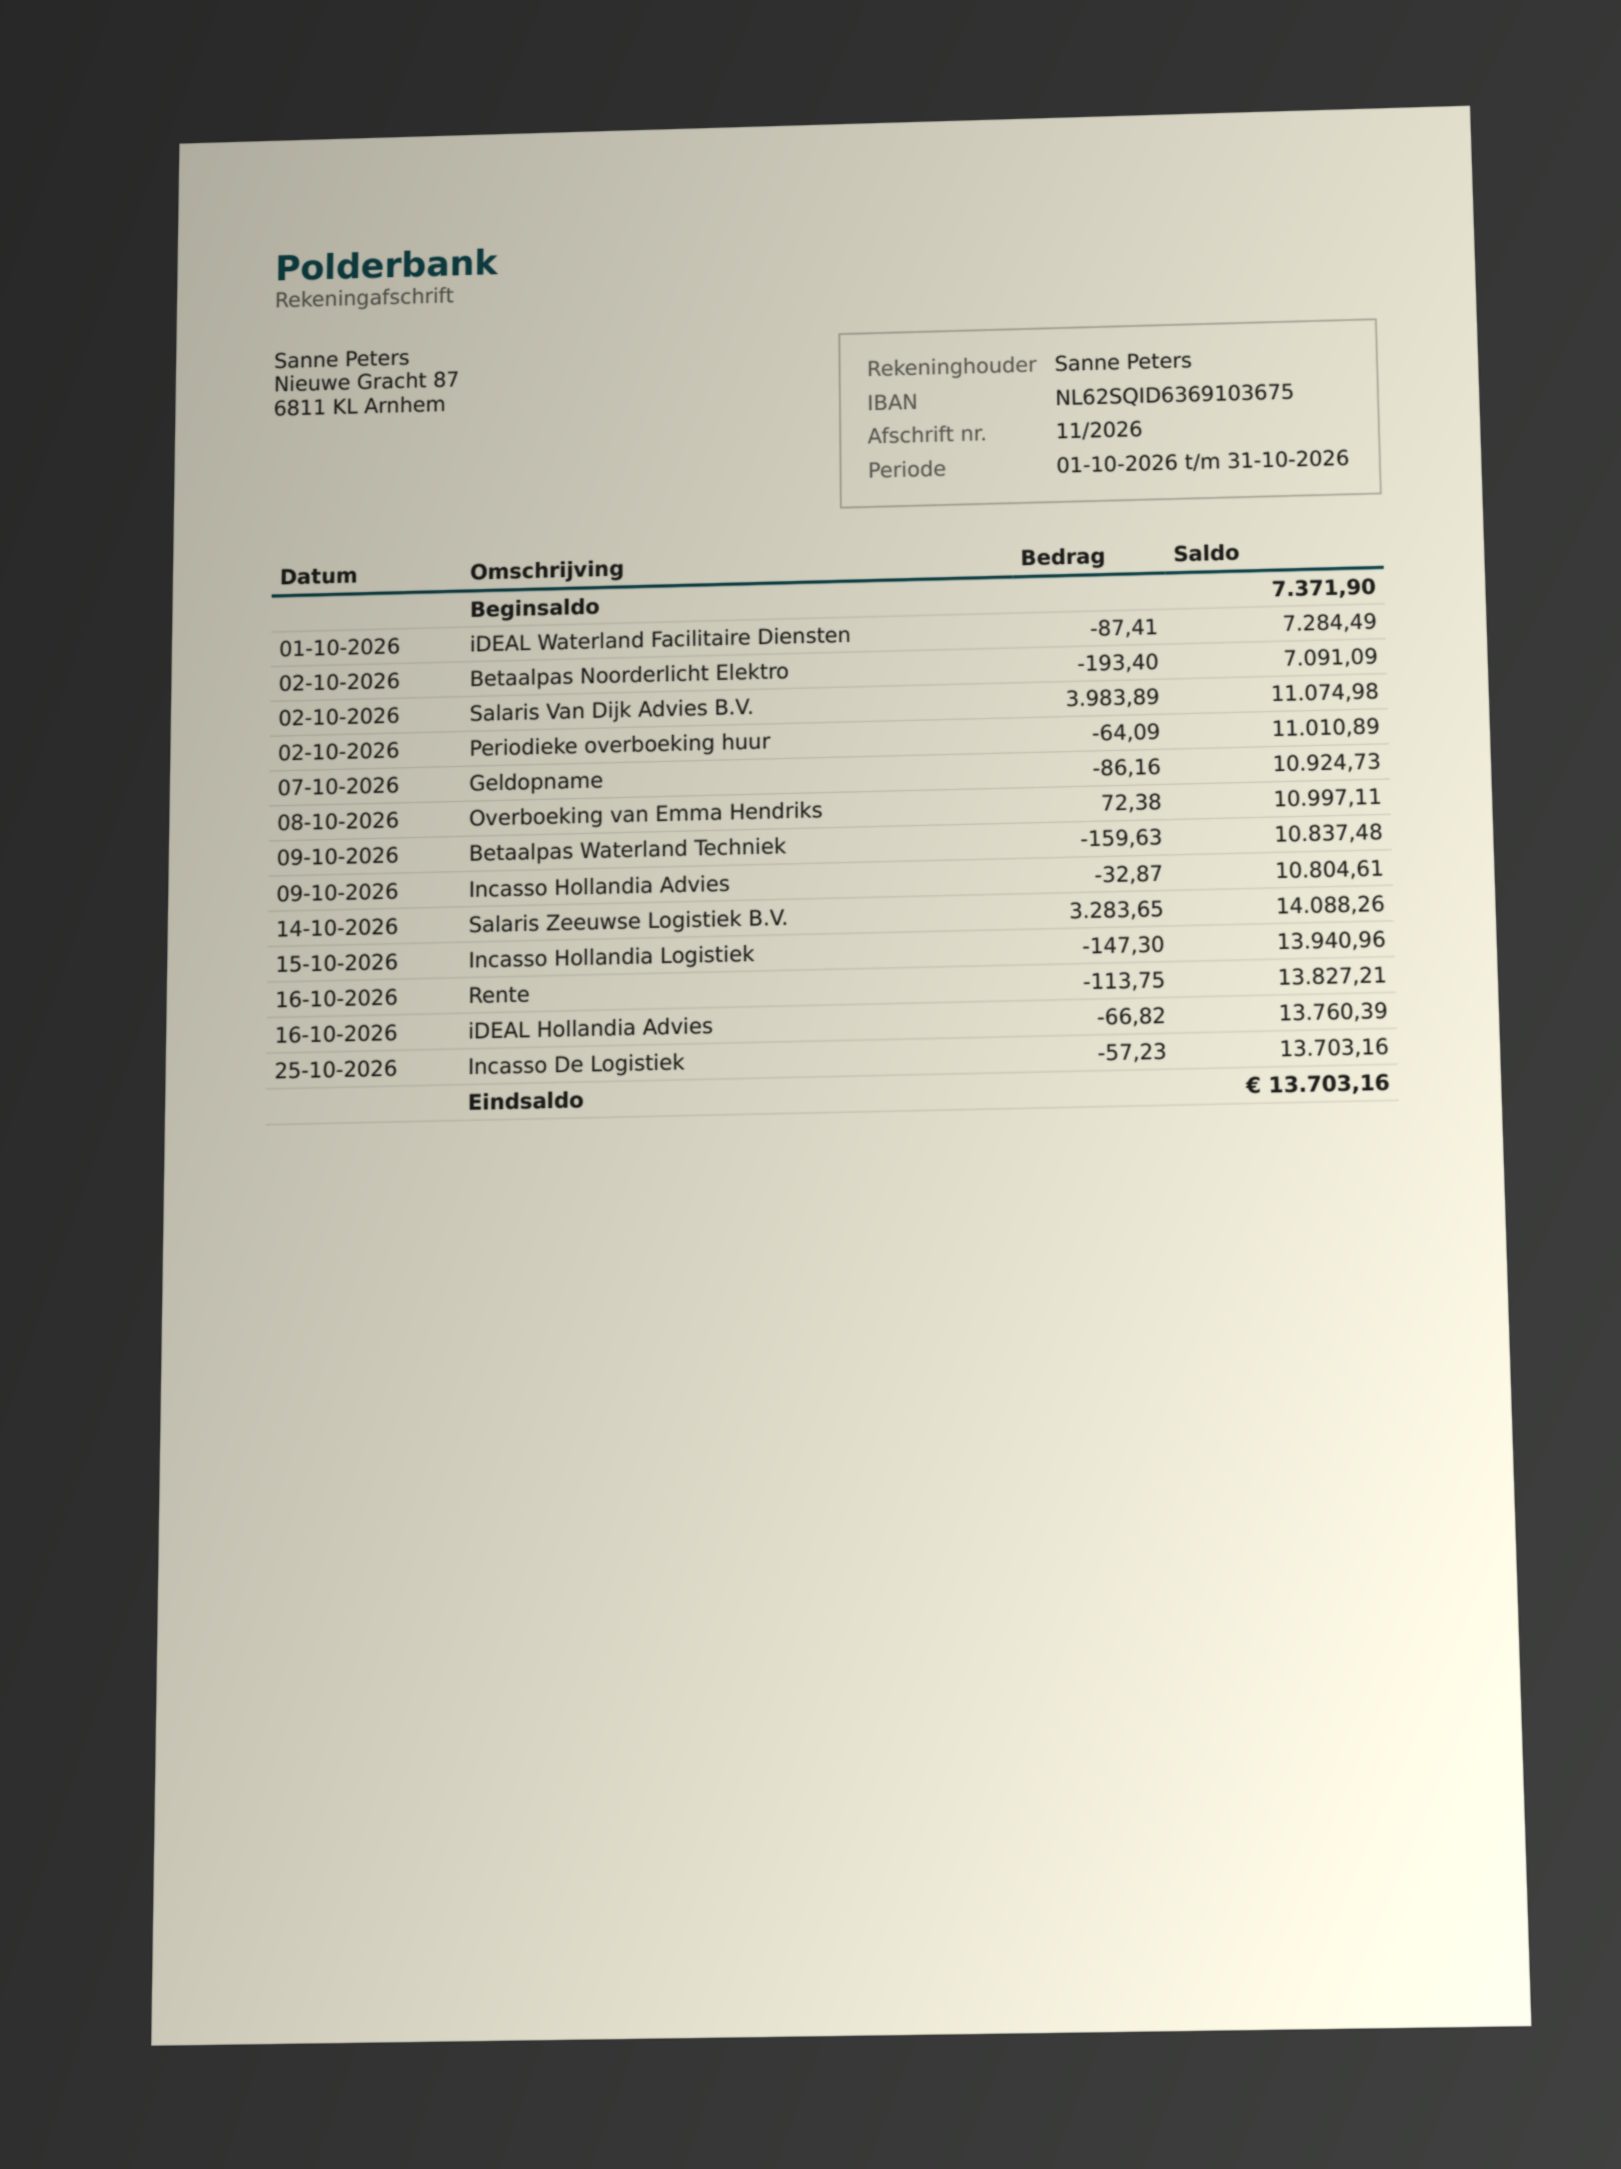 Polderbank
Rekeningafschrift
Sanne Peters
Nieuwe Gracht 87
6811 KL Arnhem
Rekeninghouder Sanne Peters
IBAN NL62SQID6369103675
Afschrift nr. 11/2026
Periode 01-10-2026 t/m 31-10-2026
Datum Omschrijving Bedrag Saldo
Beginsaldo 7.371,90
01-10-2026 iDEAL Waterland Facilitaire Diensten -87,41 7.284,49
02-10-2026 Betaalpas Noorderlicht Elektro -193,40 7.091,09
02-10-2026 Salaris Van Dijk Advies B.V. 3.983,89 11.074,98
02-10-2026 Periodieke overboeking huur -64,09 11.010,89
07-10-2026 Geldopname -86,16 10.924,73
08-10-2026 Overboeking van Emma Hendriks 72,38 10.997,11
09-10-2026 Betaalpas Waterland Techniek -159,63 10.837,48
09-10-2026 Incasso Hollandia Advies -32,87 10.804,61
14-10-2026 Salaris Zeeuwse Logistiek B.V. 3.283,65 14.088,26
15-10-2026 Incasso Hollandia Logistiek -147,30 13.940,96
16-10-2026 Rente -113,75 13.827,21
16-10-2026 iDEAL Hollandia Advies -66,82 13.760,39
25-10-2026 Incasso De Logistiek -57,23 13.703,16
Eindsaldo € 13.703,16